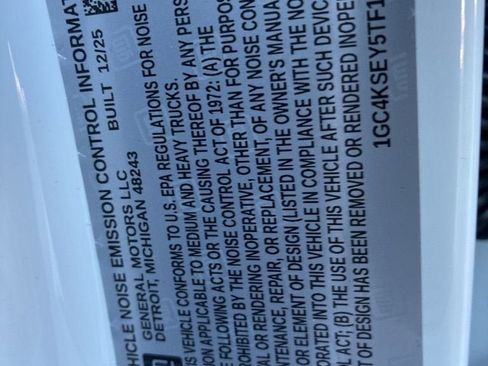 HICLE NOISE EMISSION CONTROL INFORMAT
GENERAL MOTORS LLC BUILT 12/25
DETROIT, MICHIGAN 48243
IS VEHICLE CONFORMS TO U.S. EPA REGULATIONS FOR NOISE
ION APPLICABLE TO MEDIUM AND HEAVY TRUCKS.
E FOLLOWING ACTS OR THE CAUSING THEREOF BY ANY PERS
OHIBITED BY THE NOISE CONTROL ACT OF 1972: (A) THE
AL OR RENDERING INOPERATIVE, OTHER THAN FOR PURPOS
NTENANCE, REPAIR, OR REPLACEMENT, OF ANY NOISE CON
OR ELEMENT OF DESIGN (LISTED IN THE OWNER'S MANUA
ORATED INTO THIS VEHICLE IN COMPLIANCE WITH THE NO
OL ACT; (B) THE USE OF THIS VEHICLE AFTER SUCH DEVICE
OF DESIGN HAS BEEN REMOVED OR RENDERED INOPER
1GC4KSEY5TF1